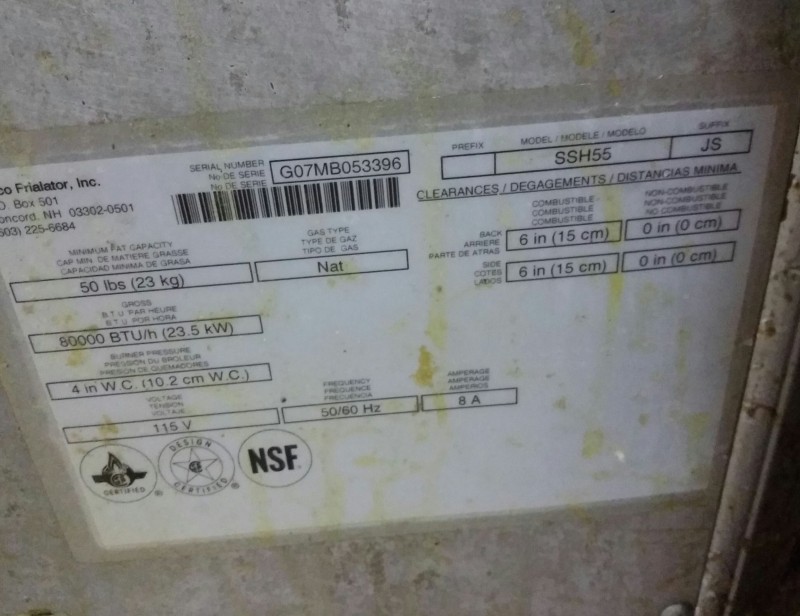 co Frialator, Inc.
O. Box 501
oncord, NH 03302-0501
603) 225-6684
SERIAL NUMBER
No DE SERIE
No DE SERIE
G07MB053396
PREFIX
MODEL / MODELE / MODELO
SUFFIX
SSH55
JS
CLEARANCES / DEGAGEMENTS / DISTANCIAS MINIMA
COMBUSTIBLE
COMBUSTIBLE
COMBUSTIBLE
NON-COMBUSTIBLE
NON-COMBUSTIBLE
NO COMBUSTIBLE
BACK
ARRIERE
PARTE DE ATRAS
6 in (15 cm)
0 in (0 cm)
SIDE
COTES
LADOS
6 in (15 cm)
0 in (0 cm)
MINIMUM FAT CAPACITY
CAP MIN. DE MATIERE GRASSE
CAPACIDAD MINIMA DE GRASA
50 lbs (23 kg)
GAS TYPE
TYPE DE GAZ
TIPO DE GAS
Nat
GROSS
B.T.U. PAR HEURE
B.T.U. POR HORA
80000 BTU/h (23.5 kW)
BURNER PRESSURE
PRESSION DU BROLEUR
PRESION DE QUEMADORES
4 in W.C. (10.2 cm W.C.)
VOLTAGE
TENSION
VOLTAJE
115 V
FREQUENCY
FREQUENCE
FRECUENCIA
50/60 Hz
AMPERAGE
AMPERAGE
AMPERIOS
8 A
CERTIFIED ®
DESIGN
CERTIFIED ®
NSF